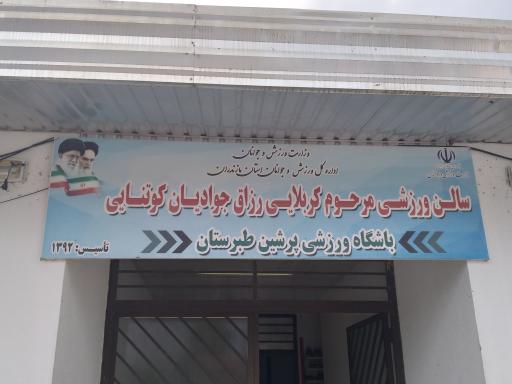 وزارت ورزش و جوانان
اداره کل ورزش و جوانان استان مازندران
سالن ورزشی مرحوم کربلایی رزاق جوادیان کوتنایی
باشگاه ورزشی پرشین طبرستان
تأسیس: ۱۳۹۲